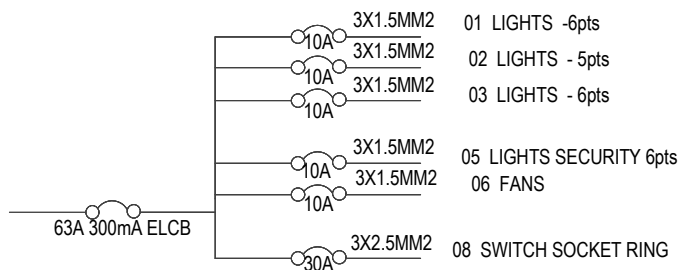 3X1.5MM2 01 LIGHTS -6pts
10A
3X1.5MM2 02 LIGHTS - 5pts
10A
3X1.5MM2 03 LIGHTS - 6pts
10A
3X1.5MM2 05 LIGHTS SECURITY 6pts
10A
3X1.5MM2 06 FANS
10A
63A 300mA ELCB
3X2.5MM2 08 SWITCH SOCKET RING
30A